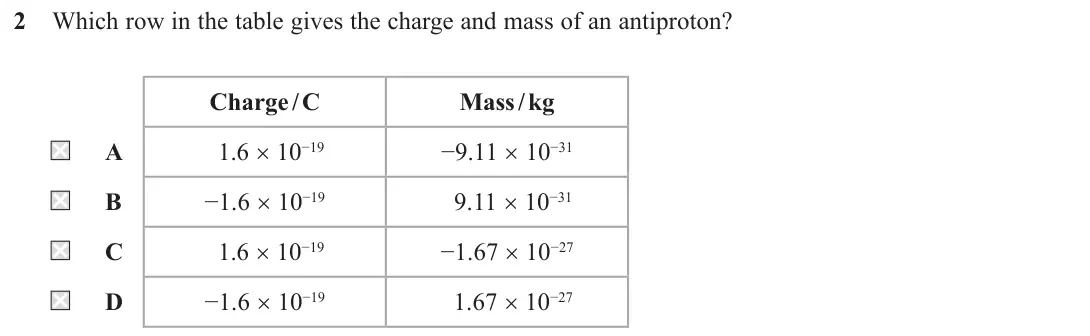 2 Which row in the table gives the charge and mass of an antiproton?
Charge / C Mass / kg
A 1.6 × 10⁻¹⁹ −9.11 × 10⁻³¹
B −1.6 × 10⁻¹⁹ 9.11 × 10⁻³¹
C 1.6 × 10⁻¹⁹ −1.67 × 10⁻²⁷
D −1.6 × 10⁻¹⁹ 1.67 × 10⁻²⁷